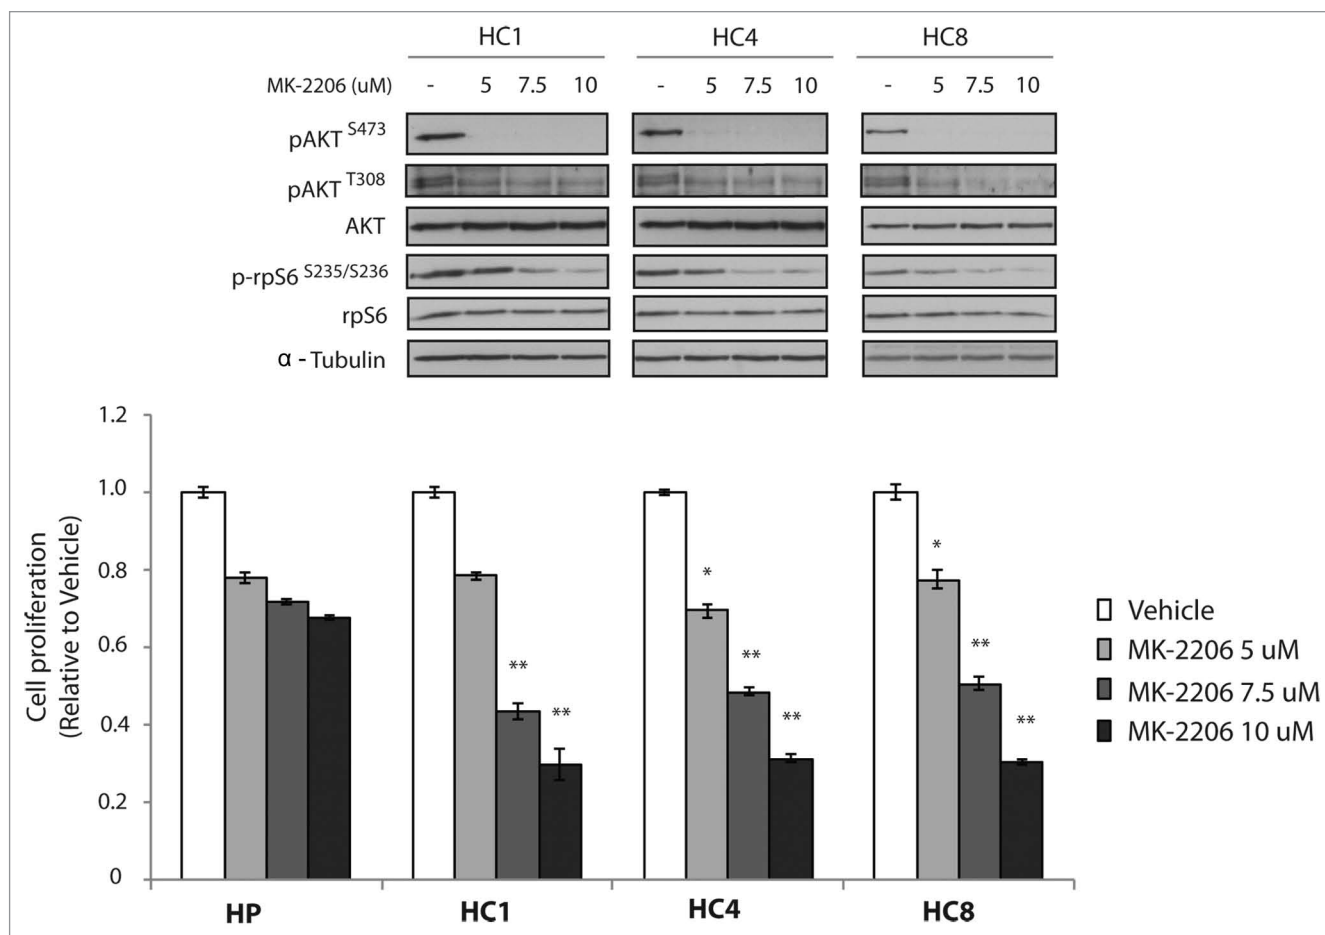 HC1 HC4 HC8
MK-2206 (uM) - 5 7.5 10 - 5 7.5 10 - 5 7.5 10
pAKT S473
pAKT T308
AKT
p-rpS6 S235/S236
rpS6
α - Tubulin
1.2
1.0
0.8
0.6
0.4
0.2
0
Cell proliferation
(Relative to Vehicle)
** **
* ** **
* ** **
Vehicle
MK-2206 5 uM
MK-2206 7.5 uM
MK-2206 10 uM
HP HC1 HC4 HC8